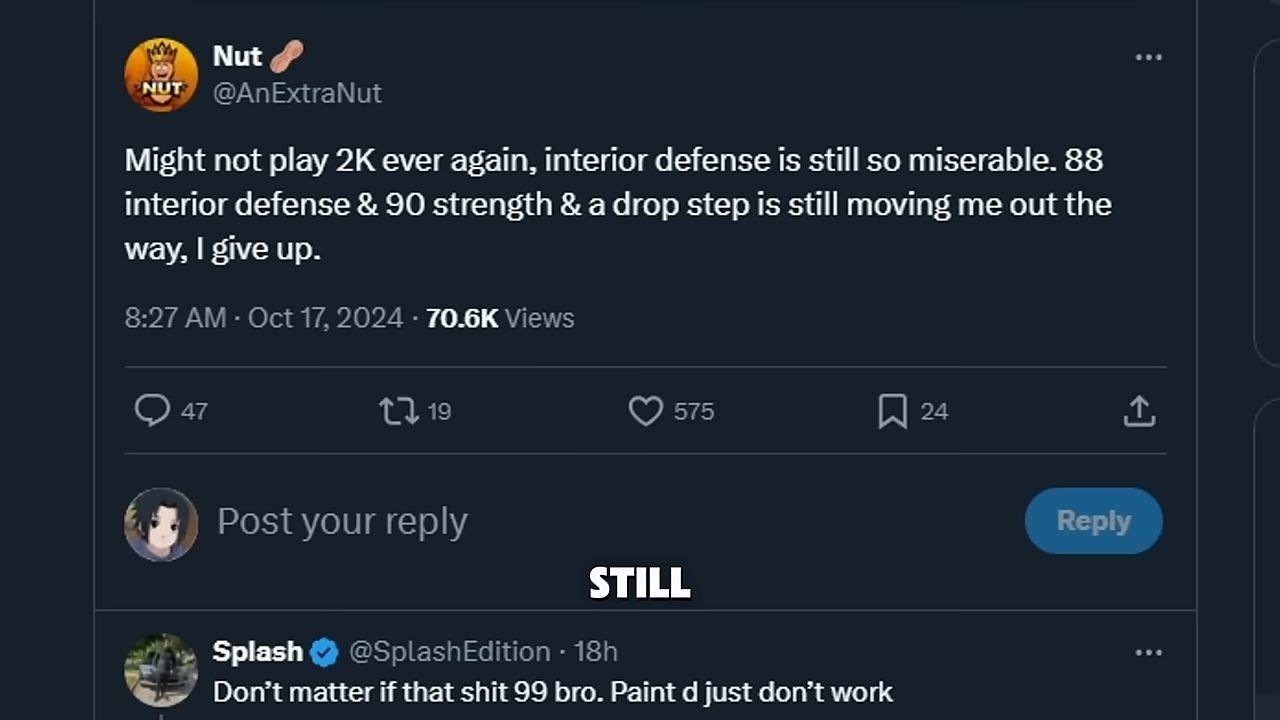 Nut 🥜
@AnExtraNut
NUT
Might not play 2K ever again, interior defense is still so miserable. 88
interior defense & 90 strength & a drop step is still moving me out the
way, I give up.
8:27 AM · Oct 17, 2024 · 70.6K Views
47 19 575 24
Post your reply
Reply
STILL
Splash @SplashEdition · 18h
Don’t matter if that shit 99 bro. Paint d just don’t work